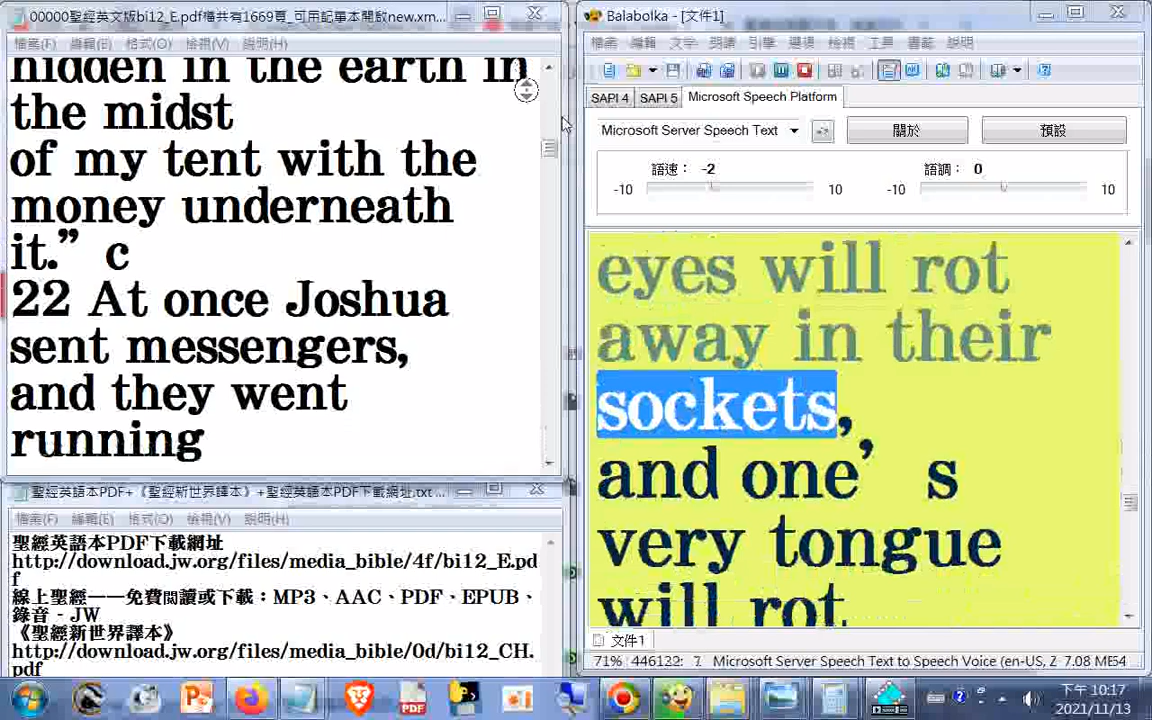 00000聖經英文版bi12_E.pdf檔共有1669頁_可用記事本開啟new.xm...
檔案(F) 編輯(E) 格式(O) 檢視(V) 說明(H)
hidden in the earth in
the midst
of my tent with the
money underneath
it.” c
22 At once Joshua
sent messengers,
and they went
running
聖經英語本PDF+《聖經新世界譯本》+聖經英語本PDF下載網址.txt ...
檔案(F) 編輯(E) 格式(O) 檢視(V) 說明(H)
聖經英語本PDF下載網址
http://download.jw.org/files/media_bible/4f/bi12_E.pd
f
線上聖經——免費閱讀或下載：MP3、AAC、PDF、EPUB、
錄音 - JW
《聖經新世界譯本》
http://download.jw.org/files/media_bible/0d/bi12_CH.
pdf
Balabolka - [文件1]
檔案 編輯 文字 朗讀 引擎 選項 檢視 工具 書籤 說明
SAPI 4 SAPI 5 Microsoft Speech Platform
Microsoft Server Speech Text 關於 預設
語速： -2 語調： 0
-10 10 -10 10
eyes will rot
away in their
sockets,
and one’s
very tongue
will rot
文件1
71% 446122: 7 Microsoft Server Speech Text to Speech Voice (en-US, Z 7.08 ME54
PDF
下午 10:17
2021/11/13